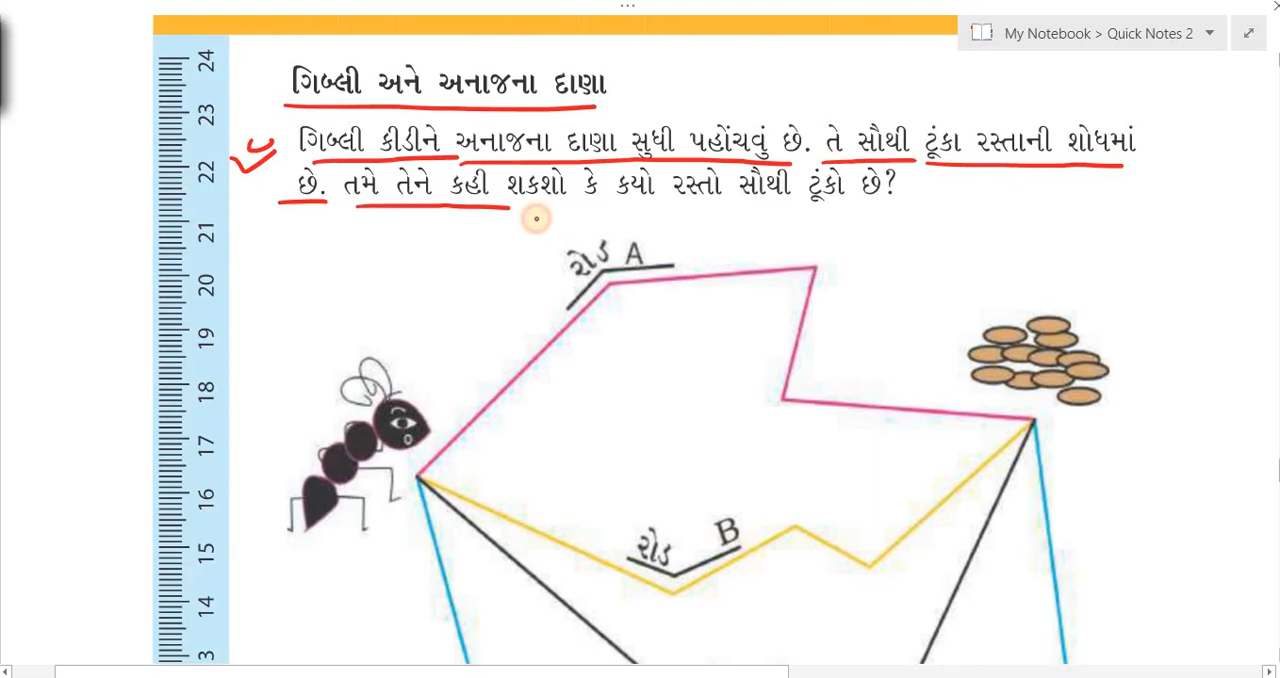 ...
My Notebook > Quick Notes 2
24
ગિબ્લી અને અનાજના દાણા
23
ગિબ્લી કીડીને અનાજના દાણા સુધી પહોંચવું છે. તે સૌથી ટૂંકા રસ્તાની શોધમાં
22
છે. તમે તેને કહી શકશો કે કયો રસ્તો સૌથી ટૂંકો છે?
21
રોડ A
20
19
18
17
16
રોડ B
15
14
3